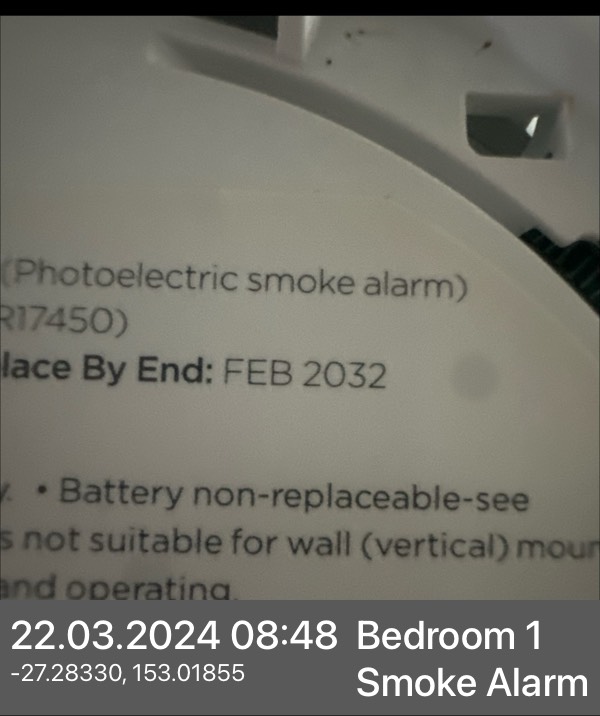 (Photoelectric smoke alarm)
R17450)
lace By End: FEB 2032
• Battery non-replaceable-see
s not suitable for wall (vertical) moun
and operating.
22.03.2024 08:48
-27.28330, 153.01855
Bedroom 1
Smoke Alarm